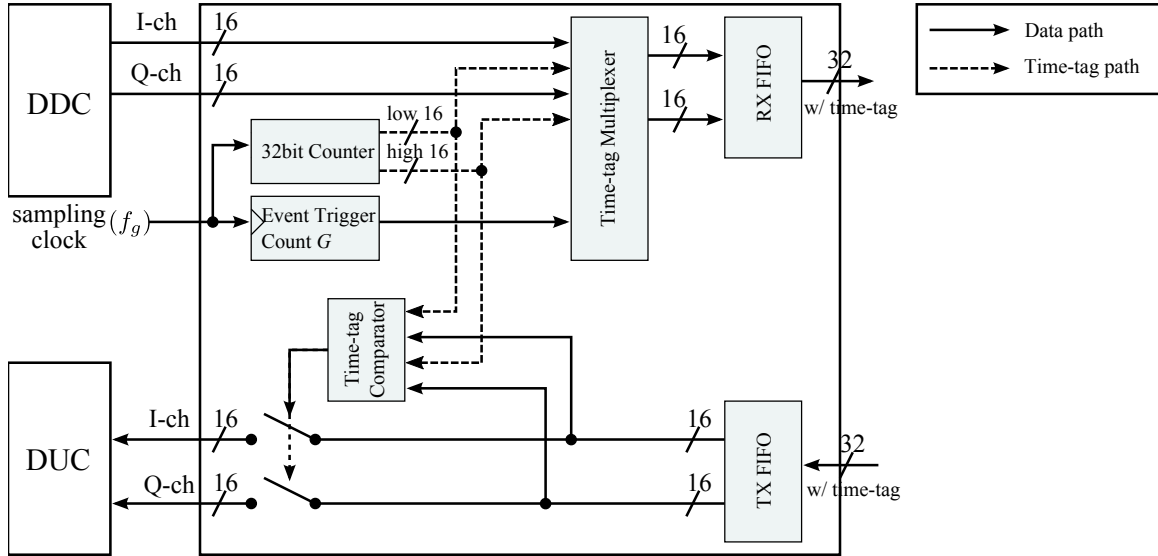 DDC
I-ch
16
Q-ch
16
low 16
high 16
32bit Counter
sampling
clock
(f_g)
Event Trigger
Count G
Time-tag Multiplexer
16
16
RX FIFO
32
w/ time-tag
Data path
Time-tag path
Time-tag
Comparator
DUC
I-ch
16
Q-ch
16
16
16
TX FIFO
32
w/ time-tag